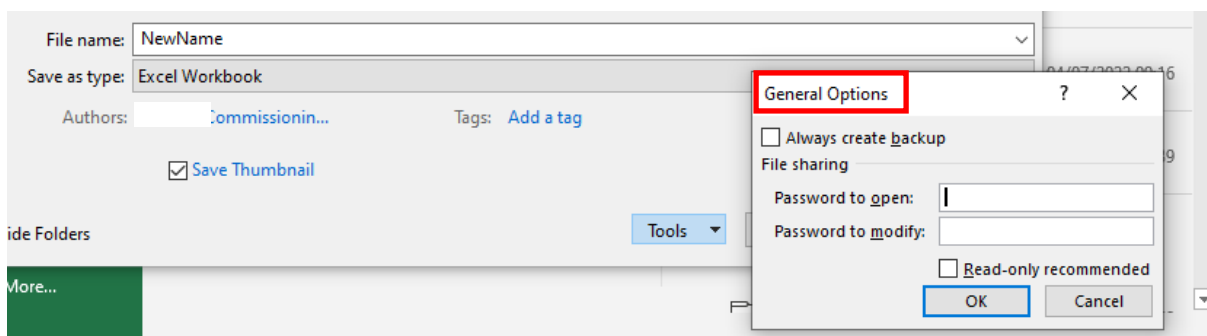 File name: NewName
Save as type: Excel Workbook
Authors: Commissionin... Tags: Add a tag
Save Thumbnail
Tools
ide Folders
More...
General Options ? ×
Always create backup
File sharing
Password to open:
Password to modify:
Read-only recommended
OK Cancel